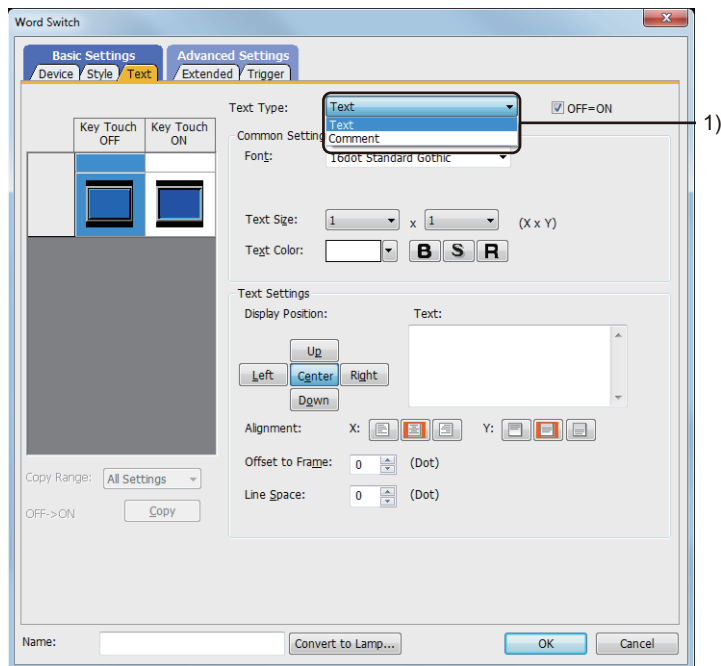 Word Switch
Basic Settings Advanced Settings
Device Style Text Extended Trigger
Text Type: Text OFF=ON
Text
Comment
1)
Key Touch OFF Key Touch ON
Common Setting
Font: 16dot Standard Gothic
Text Size: 1 x 1 (X x Y)
Text Color: B S R
Text Settings
Display Position: Text:
Up
Left Center Right
Down
Alignment: X: Y:
Offset to Frame: 0 (Dot)
Copy Range: All Settings
Line Space: 0 (Dot)
OFF->ON Copy
Name: Convert to Lamp... OK Cancel